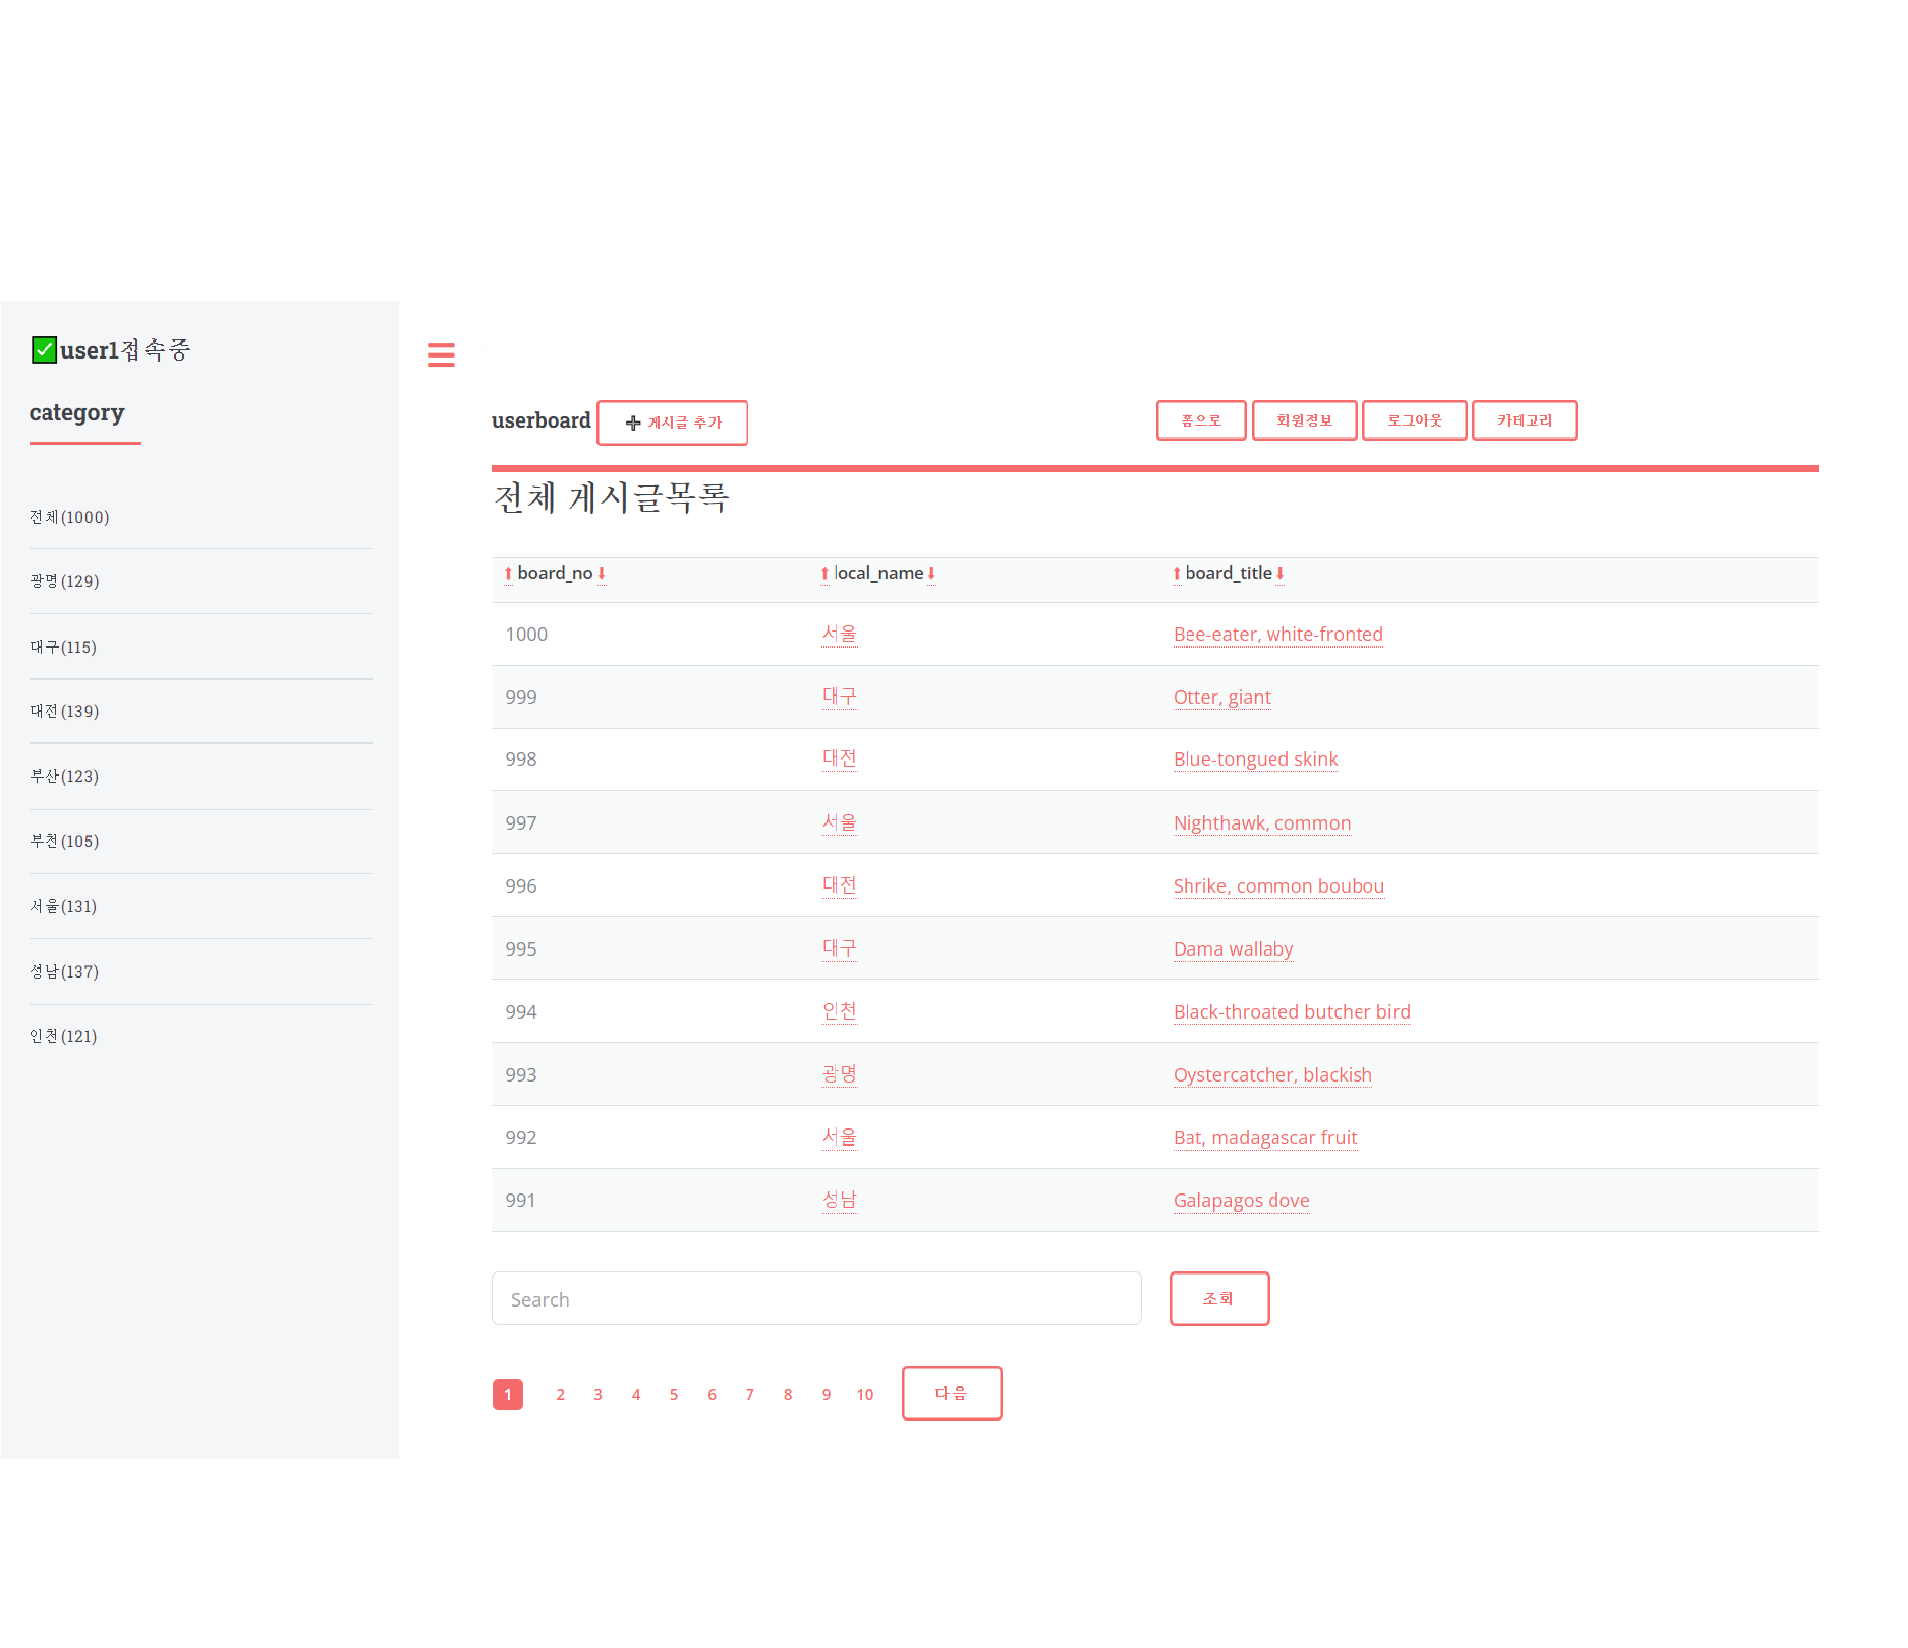 ✅user1접속중
category
전체(1000)
광명(129)
대구(115)
대전(139)
부산(123)
부천(105)
서울(131)
성남(137)
인천(121)
userboard ➕ 게시글 추가 홈으로 회원정보 로그아웃 카테고리
전체 게시글목록
⬆ board_no ⬇ ⬆ local_name ⬇ ⬆ board_title ⬇
1000 서울 Bee-eater, white-fronted
999 대구 Otter, giant
998 대전 Blue-tongued skink
997 서울 Nighthawk, common
996 대전 Shrike, common boubou
995 대구 Dama wallaby
994 인천 Black-throated butcher bird
993 광명 Oystercatcher, blackish
992 서울 Bat, madagascar fruit
991 성남 Galapagos dove
Search 조회
1 2 3 4 5 6 7 8 9 10 다음